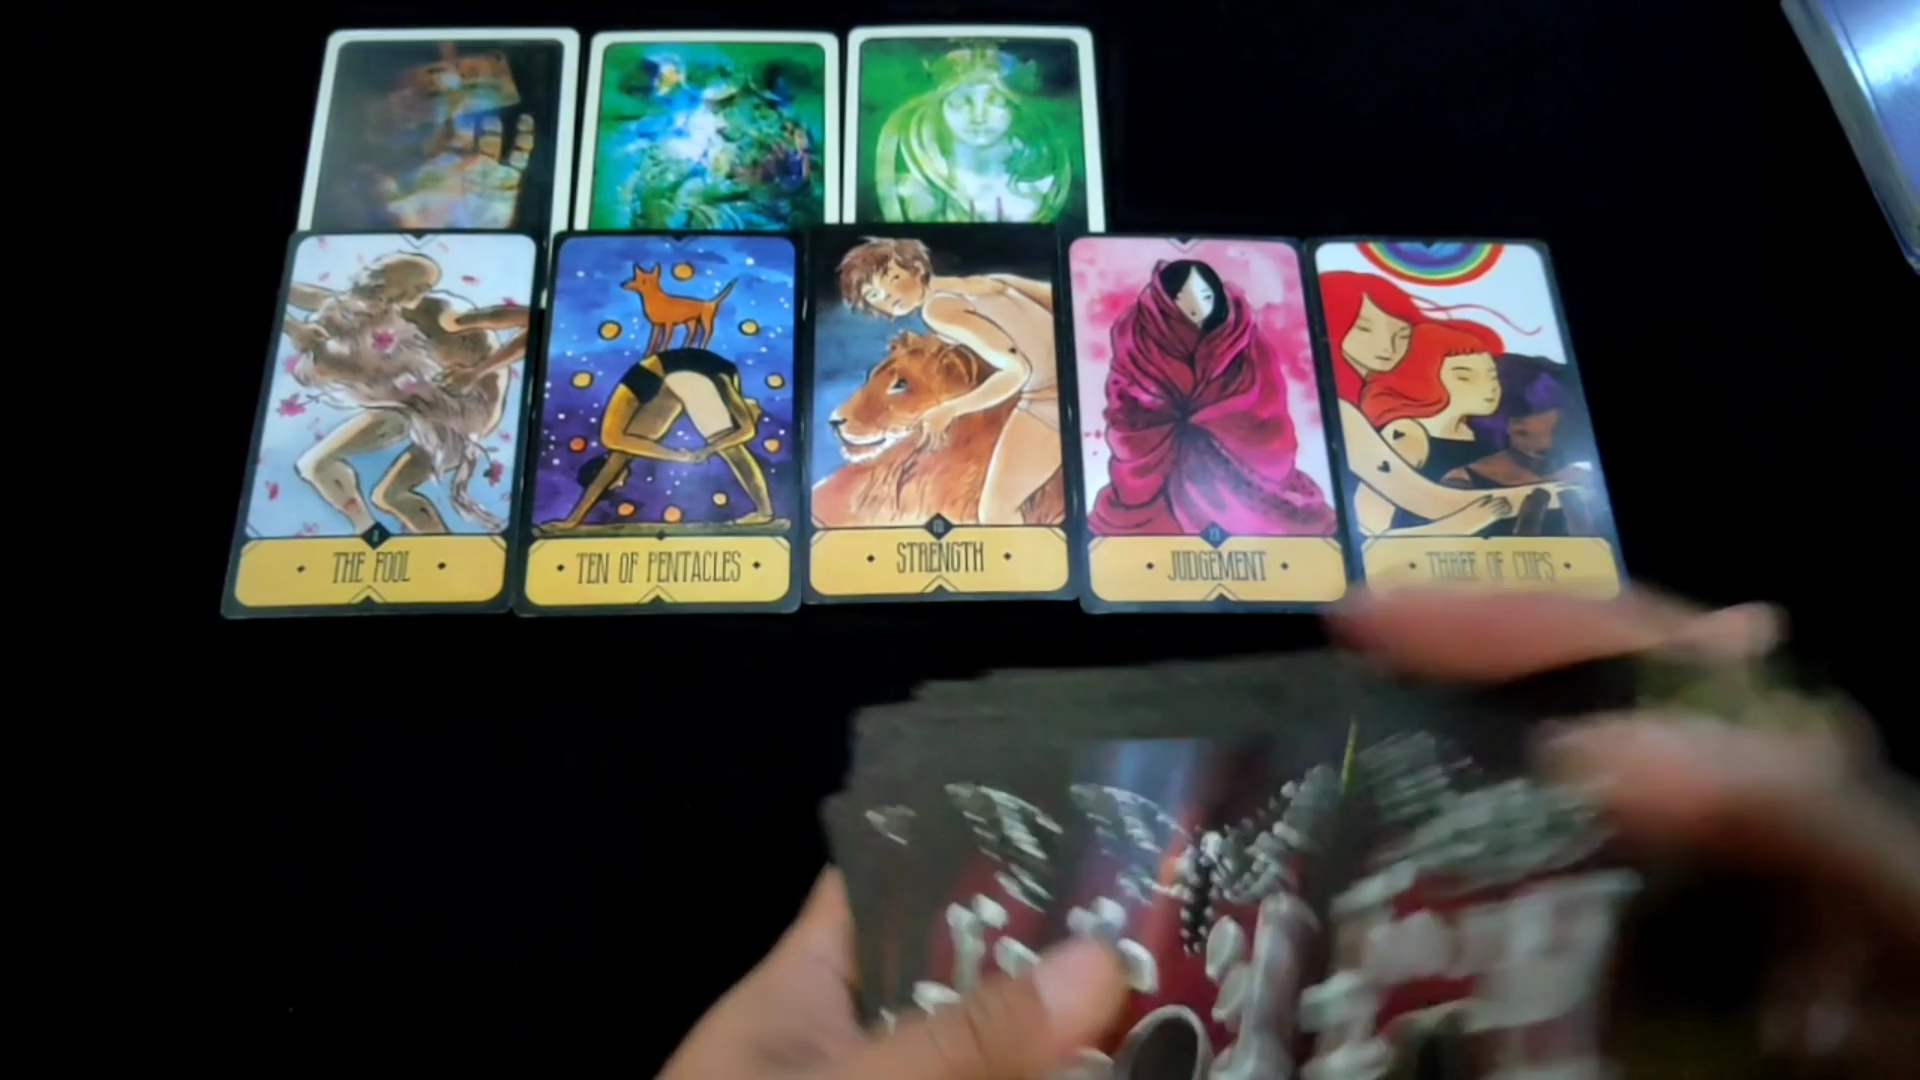 THE FOOL
TEN OF PENTACLES
STRENGTH
JUDGEMENT
THREE OF CUPS